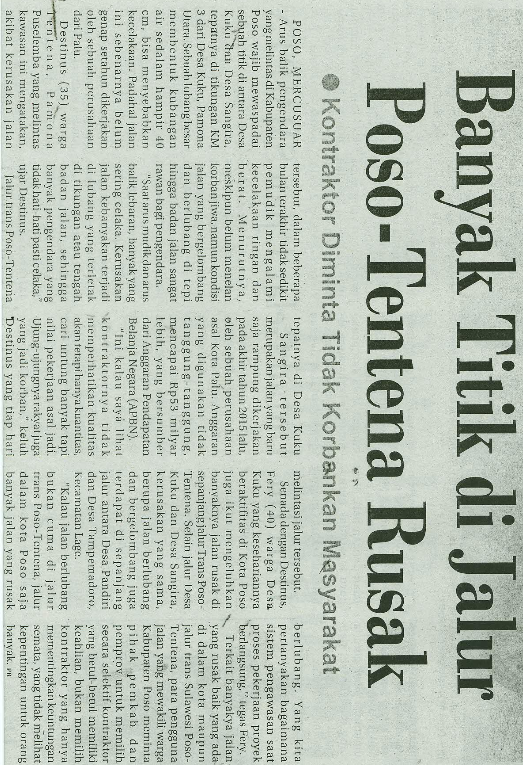 Banyak Titik di Jalur
Poso-Tentena Rusak
Kontraktor Diminta Tidak Korbankan Masyarakat
POSO, MERCUSUAR
- Arus balik pengendara
yang melintas di Kabupaten
Poso wajib mewaspadai
sebuah titik di antara Desa
Kuku dan Desa Sangira,
tepatnya di tikungan KM
3 dari Desa Kuku, Pamona
Utara. Sebuah lubang besar
membentuk kubangan
air sedalam hampir 40
cm, bisa menyebabkan
kecelakaan. Padahal jalan
ini sebenarnya belum
genap setahun dikerjakan
oleh sebuah perusahaan
dari Palu.
Destinus (35) warga
Tentena, Pamona
Puselemba yang melintas
kawasan ini mengatakan,
akibat kerusakan jalan
tersebut, dalam beberapa
bulan terakhir tidak sedikit
pemudik mengalami
kecelakaan ringan dan
berat. Menurutnya,
meskipun belum menelan
korban jiwa, namun kondisi
jalan yang bergelombang
dan berlubang di tepi
hingga badan jalan sangat
rawan bagi pengendara.
"Saat arus mudik dan arus
balik lebaran, banyak yang
sering celaka. Kerusakan
jalan kebanyakan terjadi
di lubang yang terletak
di tikungan atau tengah
badan jalan, sehingga
banyak pengendara yang
tidak hati-hati pasti celaka,"
ujar Destinus.
Jalur trans Poso-Tentena
tepatnya di Desa Kuku
- Sangira tersebut
merupakan jalan yang baru
saja rampung dikerjakan
pada akhir tahun 2015 lalu,
oleh sebuah perusahaan
asal Kota Palu. Anggaran
yang digunakan tidak
tanggung-tanggung,
mencapai Rp53 milyar
lebih, yang bersumber
dari Anggaran Pendapatan
Belanja Negara (APBN).
"Ini kalau saya lihat
kontraktornya tidak
memperhatikan kualitas,
akan tetapi hanya kuantitas,
cari untung banyak tapi
nilai pekerjaan asal jadi.
Ujung-ujungnya rakyat juga
yang jadi korban," keluh
Destinus yang tiap hari
melintasi jalur tersebut.
Senada dengan Destinus,
Fery (40) warga Desa
Kuku yang kesehariannya
beraktifitas di Kota Poso
juga ikut mengeluhkan
banyaknya jalan rusak di
sepanjang jalur Trans Poso-
Tentena. Selain jalur Desa
Kuku dan Desa Sangira,
kerusakan yang sama,
berupa jalan berlubang
dan bergelombang juga
terdapat di sepanjang
jalur antara Desa Pandiri
dan Desa Tampemadoro,
Kecamatan Lage.
"Kalau jalan berlubang
bukan cuma di jalur
trans Poso-Tentena, jalur
dalam kota Poso saja
banyak jalan yang rusak
berlubang. Yang kita
pertanyakan bagaimana
sistem pengawasan saat
proses pekerjaan proyek
berlangsung," tegas Fery.
Terkait banyaknya jalan
yang rusak baik yang ada
di dalam kota maupun
jalur trans Sulawesi Poso-
Tentena, para pengguna
jalan yang mewakili warga
Kabupaten Poso meminta
pihak pemkab dan
pemprov untuk memilih
secara selektif kontraktor
yang betul-betul memiliki
keahlian, bukan memilih
kontraktor yang hanya
mementingkan keuntungan
semata, yang tidak melihat
kepentingan untuk orang
banyak.